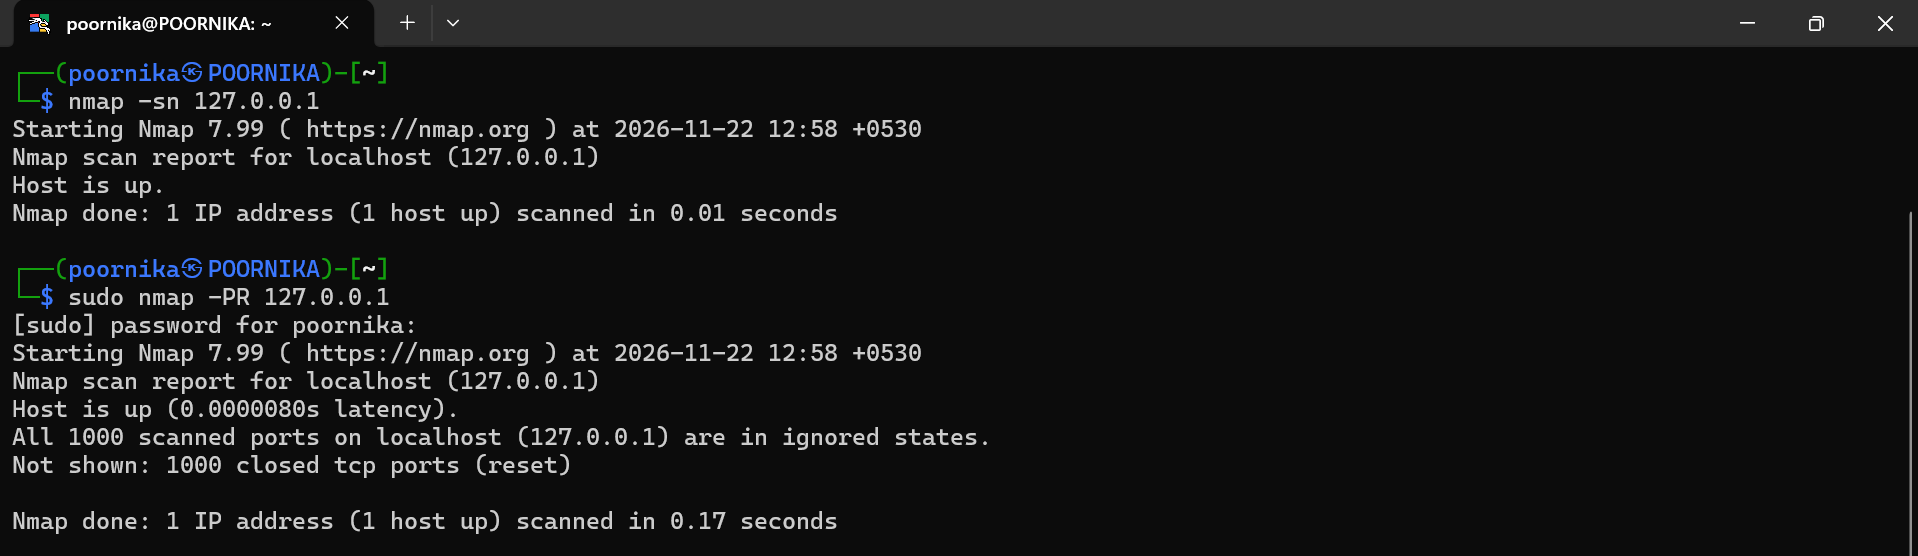 poornika@POORNIKA: ~
┌──(poornika㉿POORNIKA)-[~]
└─$ nmap -sn 127.0.0.1
Starting Nmap 7.99 ( https://nmap.org ) at 2026-11-22 12:58 +0530
Nmap scan report for localhost (127.0.0.1)
Host is up.
Nmap done: 1 IP address (1 host up) scanned in 0.01 seconds
┌──(poornika㉿POORNIKA)-[~]
└─$ sudo nmap -PR 127.0.0.1
[sudo] password for poornika:
Starting Nmap 7.99 ( https://nmap.org ) at 2026-11-22 12:58 +0530
Nmap scan report for localhost (127.0.0.1)
Host is up (0.0000080s latency).
All 1000 scanned ports on localhost (127.0.0.1) are in ignored states.
Not shown: 1000 closed tcp ports (reset)
Nmap done: 1 IP address (1 host up) scanned in 0.17 seconds